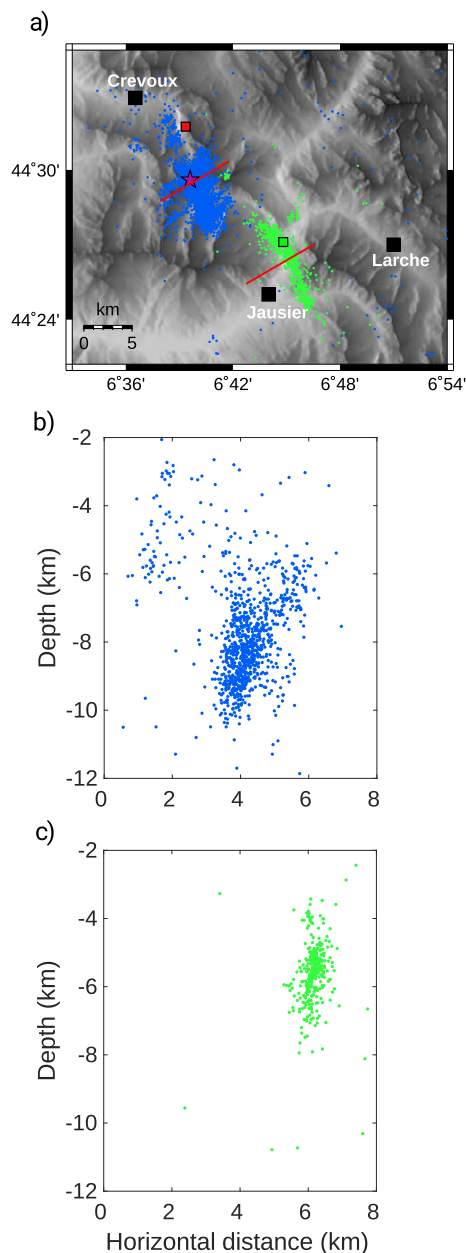 a)
Crevoux
44°30'
Larche
km
Jausier
44°24'
0 5
6°36' 6°42' 6°48' 6°54'
b)
-2
-4
-6
-8
-10
-12
Depth (km)
0 2 4 6 8
c)
-2
-4
-6
-8
-10
-12
Depth (km)
0 2 4 6 8
Horizontal distance (km)